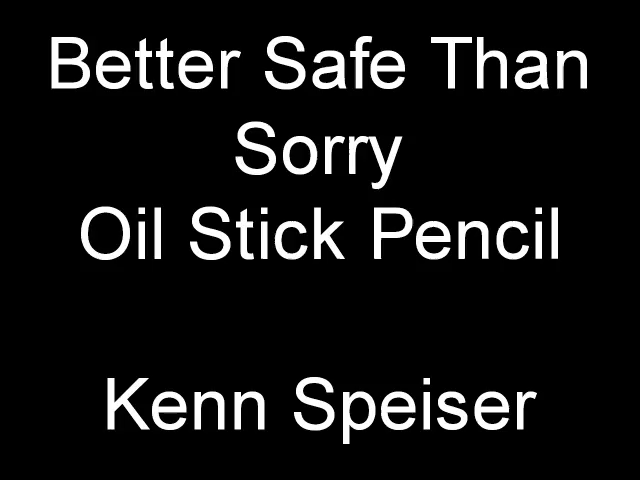 Better Safe Than
Sorry
Oil Stick Pencil
Kenn Speiser